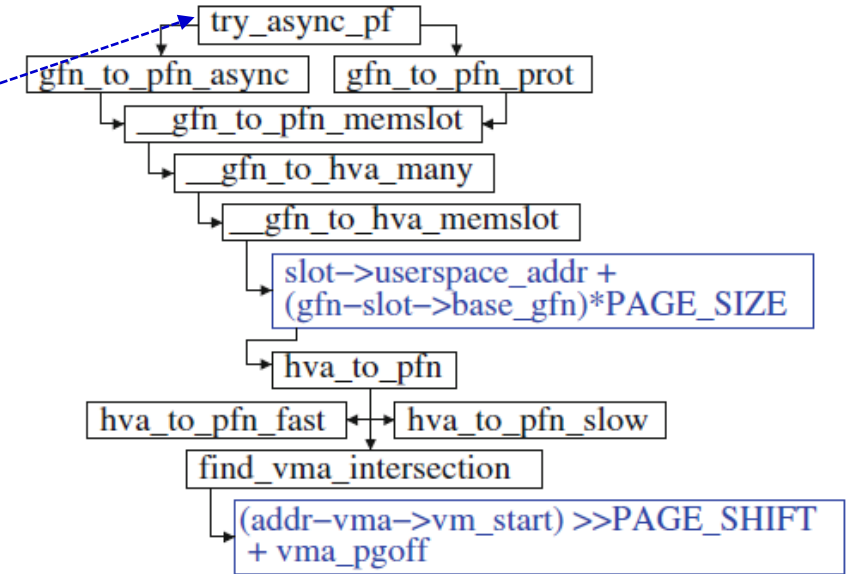 try_async_pf
gfn_to_pfn_async
gfn_to_pfn_prot
__gfn_to_pfn_memslot
__gfn_to_hva_many
__gfn_to_hva_memslot
slot−>userspace_addr +
(gfn−slot−>base_gfn)*PAGE_SIZE
hva_to_pfn
hva_to_pfn_fast
hva_to_pfn_slow
find_vma_intersection
(addr−vma−>vm_start) >>PAGE_SHIFT
+ vma_pgoff